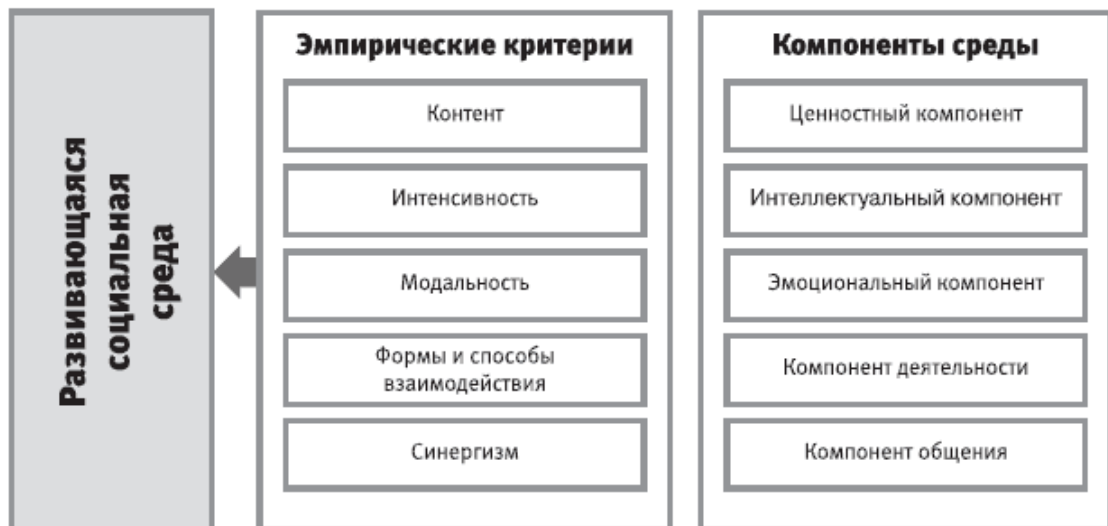 Развивающаяся
социальная
среда
Эмпирические критерии
Контент
Интенсивность
Модальность
Формы и способы
взаимодействия
Синергизм
Компоненты среды
Ценностный компонент
Интеллектуальный компонент
Эмоциональный компонент
Компонент деятельности
Компонент общения